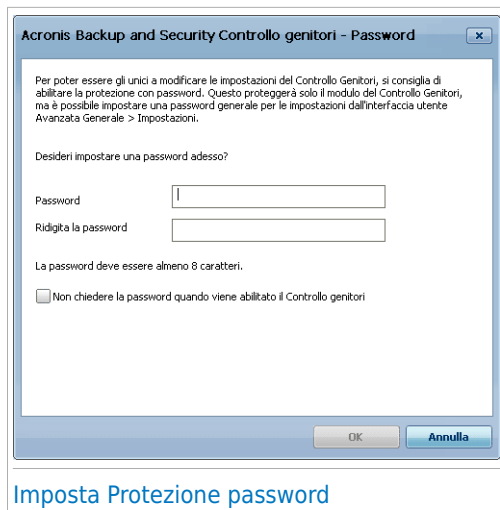 Acronis Backup and Security Controllo genitori - Password
Per poter essere gli unici a modificare le impostazioni del Controllo Genitori, si consiglia di
abilitare la protezione con password. Questo proteggerà solo il modulo del Controllo Genitori,
ma è possibile impostare una password generale per le impostazioni dall'interfaccia utente
Avanzata Generale > Impostazioni.
Desideri impostare una password adesso?
Password
Ridigita la password
La password deve essere almeno 8 caratteri.
Non chiedere la password quando viene abilitato il Controllo genitori
OK
Annulla
Imposta Protezione password